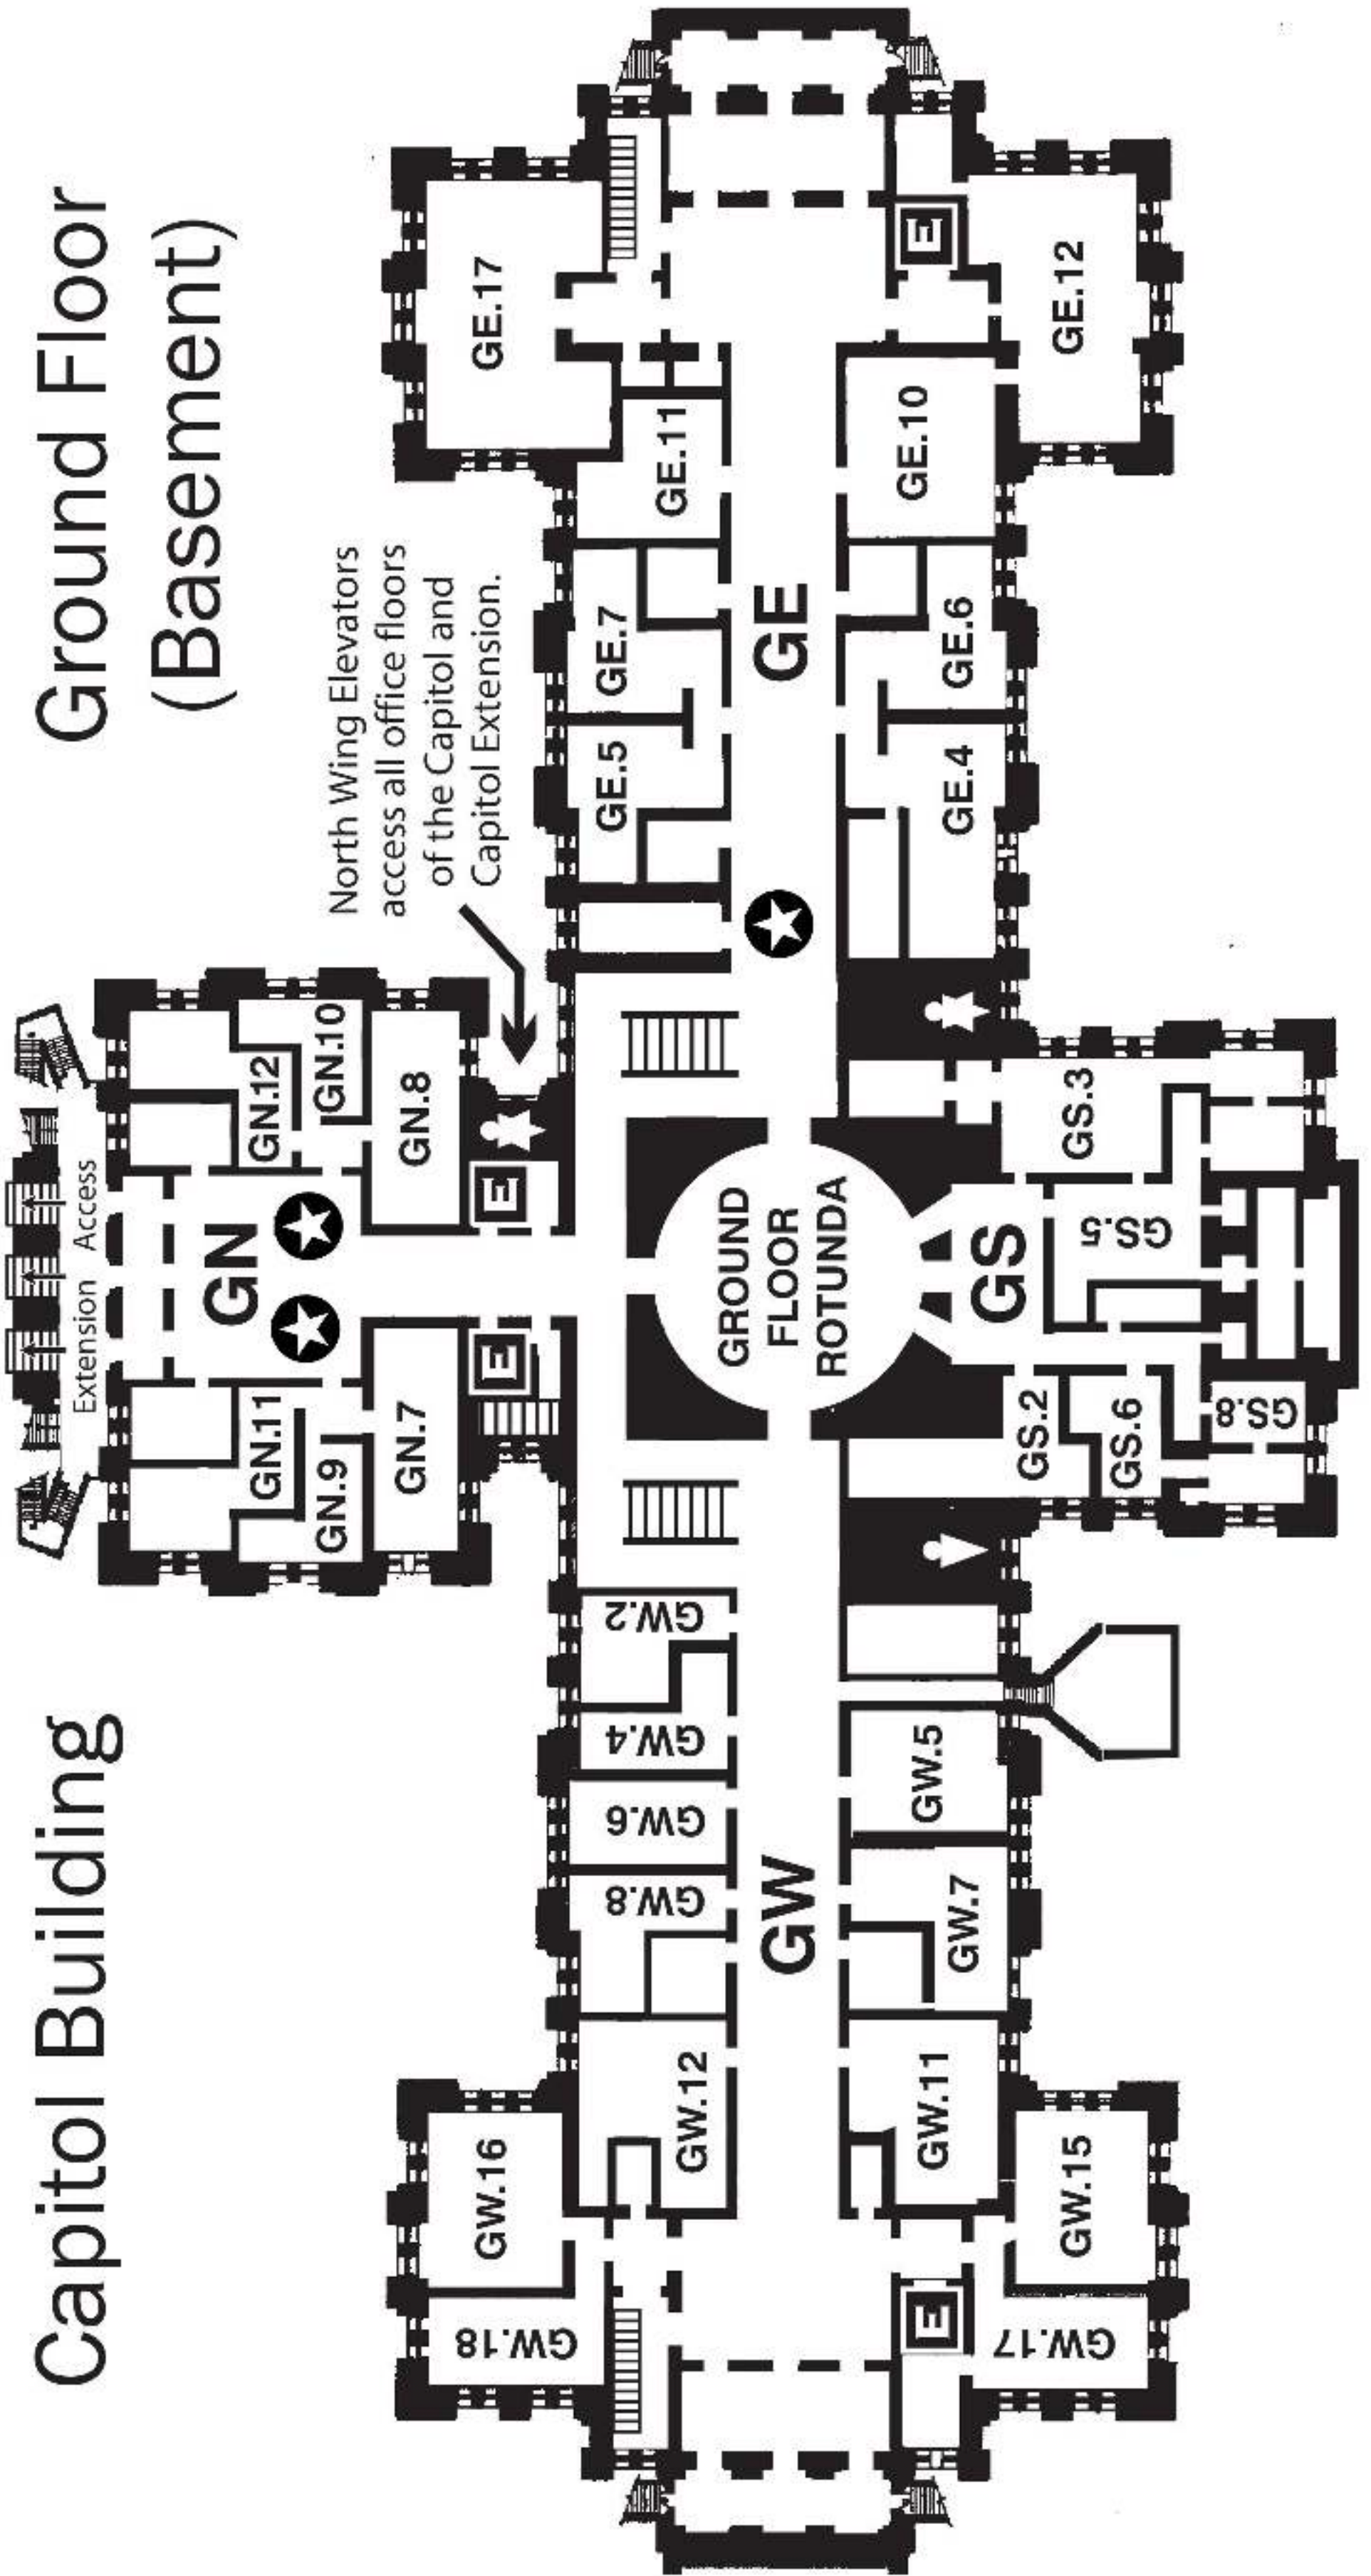 Capitol Building
Ground Floor
(Basement)
Extension Access
North Wing Elevators
access all office floors
of the Capitol and
Capitol Extension.
GN.11
GN.9
GN.7
GN
GN.12
GN.10
GN.8
E
E
GW.18
GW.16
GW.12
GW.8
GW.6
GW.4
GW.2
GE.5
GE.7
GE.11
GE.17
GW
GROUND
FLOOR
ROTUNDA
GE
E
GW.17
GW.15
GW.11
GW.7
GW.5
GS
GS.2
GS.6
GS.8
GS.5
GS.3
GE.4
GE.6
GE.10
E
GE.12